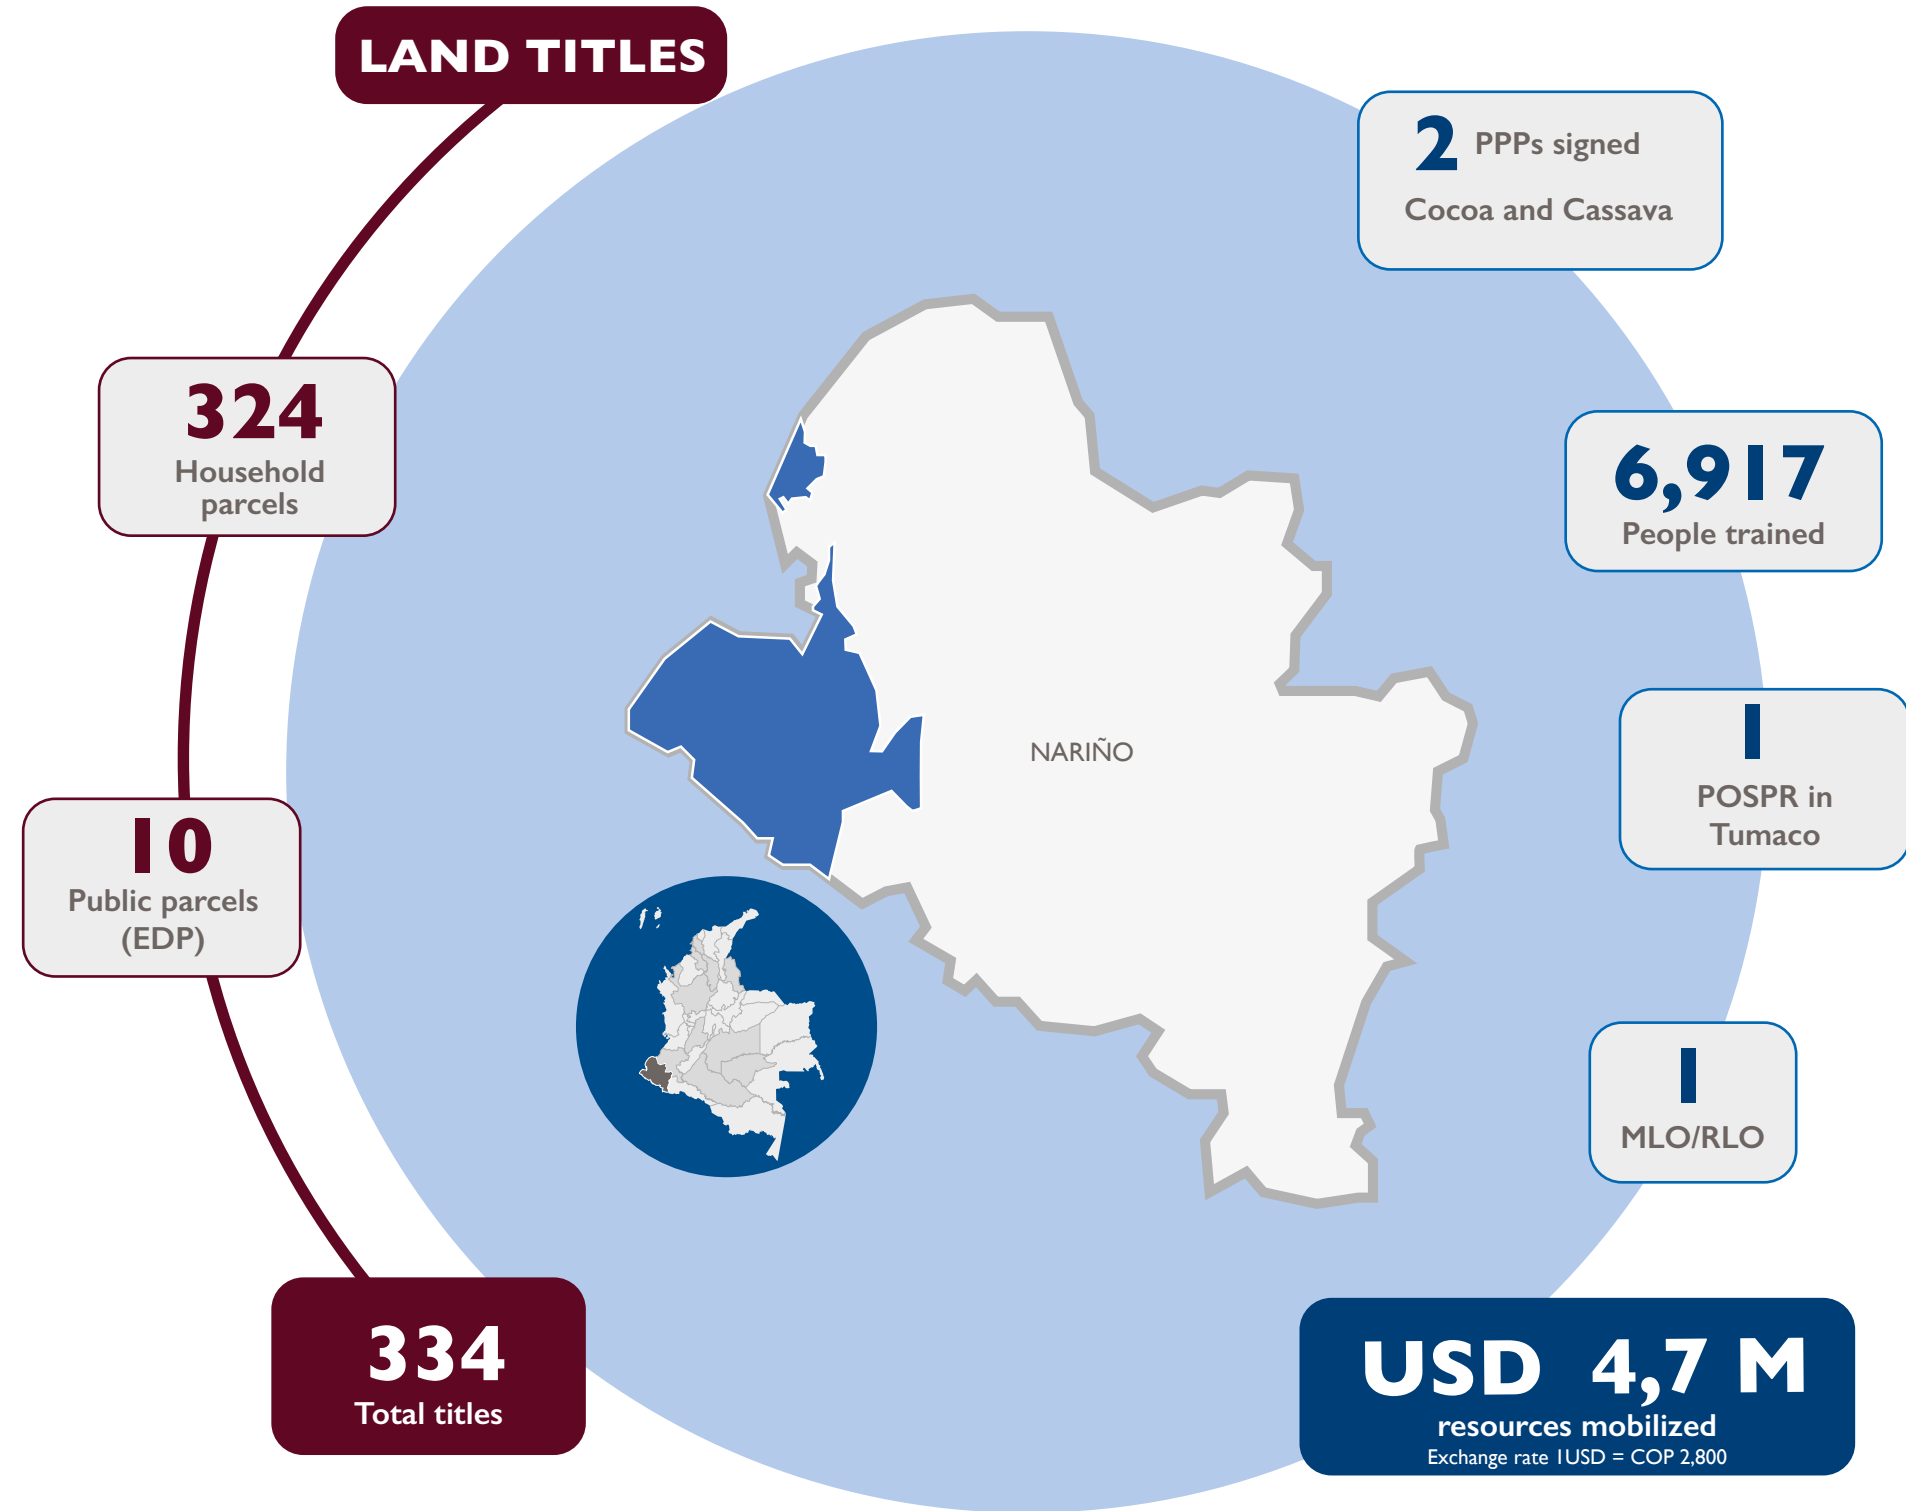 LAND TITLES
324
Household
parcels
10
Public parcels
(EDP)
334
Total titles
NARIÑO
2 PPPs signed
Cocoa and Cassava
6,917
People trained
1
POSPR in
Tumaco
1
MLO/RLO
USD 4,7 M
resources mobilized
Exchange rate 1USD = COP 2,800